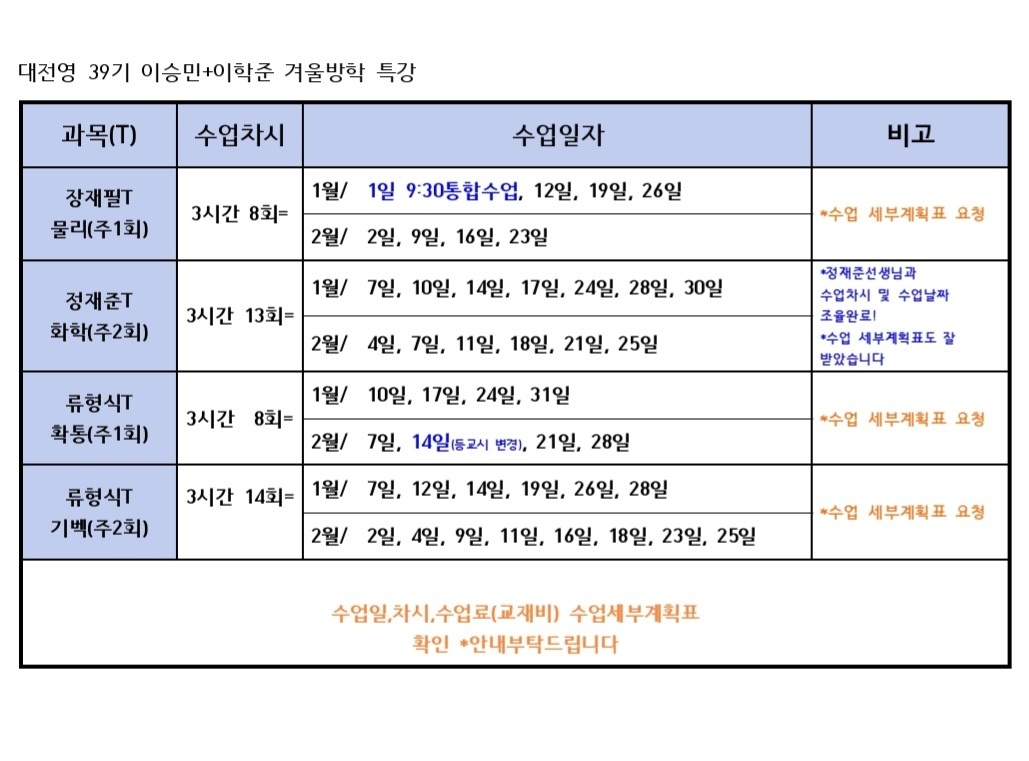 대전영 39기 이승민+이학준 겨울방학 특강
과목(T) 수업차시 수업일자 비고
장재필T
물리(주1회)
3시간 8회=
1월/ 1일 9:30통합수업, 12일, 19일, 26일
2월/ 2일, 9일, 16일, 23일
*수업 세부계획표 요청
정재준T
화학(주2회)
3시간 13회=
1월/ 7일, 10일, 14일, 17일, 24일, 28일, 30일
2월/ 4일, 7일, 11일, 18일, 21일, 25일
*정재준선생님과
수업차시 및 수업날짜
조율완료!
*수업 세부계획표도 잘
받았습니다
류형식T
확통(주1회)
3시간 8회=
1월/ 10일, 17일, 24일, 31일
2월/ 7일, 14일(등교시 변경), 21일, 28일
*수업 세부계획표 요청
류형식T
기벡(주2회)
3시간 14회=
1월/ 7일, 12일, 14일, 19일, 26일, 28일
2월/ 2일, 4일, 9일, 11일, 16일, 18일, 23일, 25일
*수업 세부계획표 요청
수업일,차시,수업료(교재비) 수업세부계획표
확인 *안내부탁드립니다